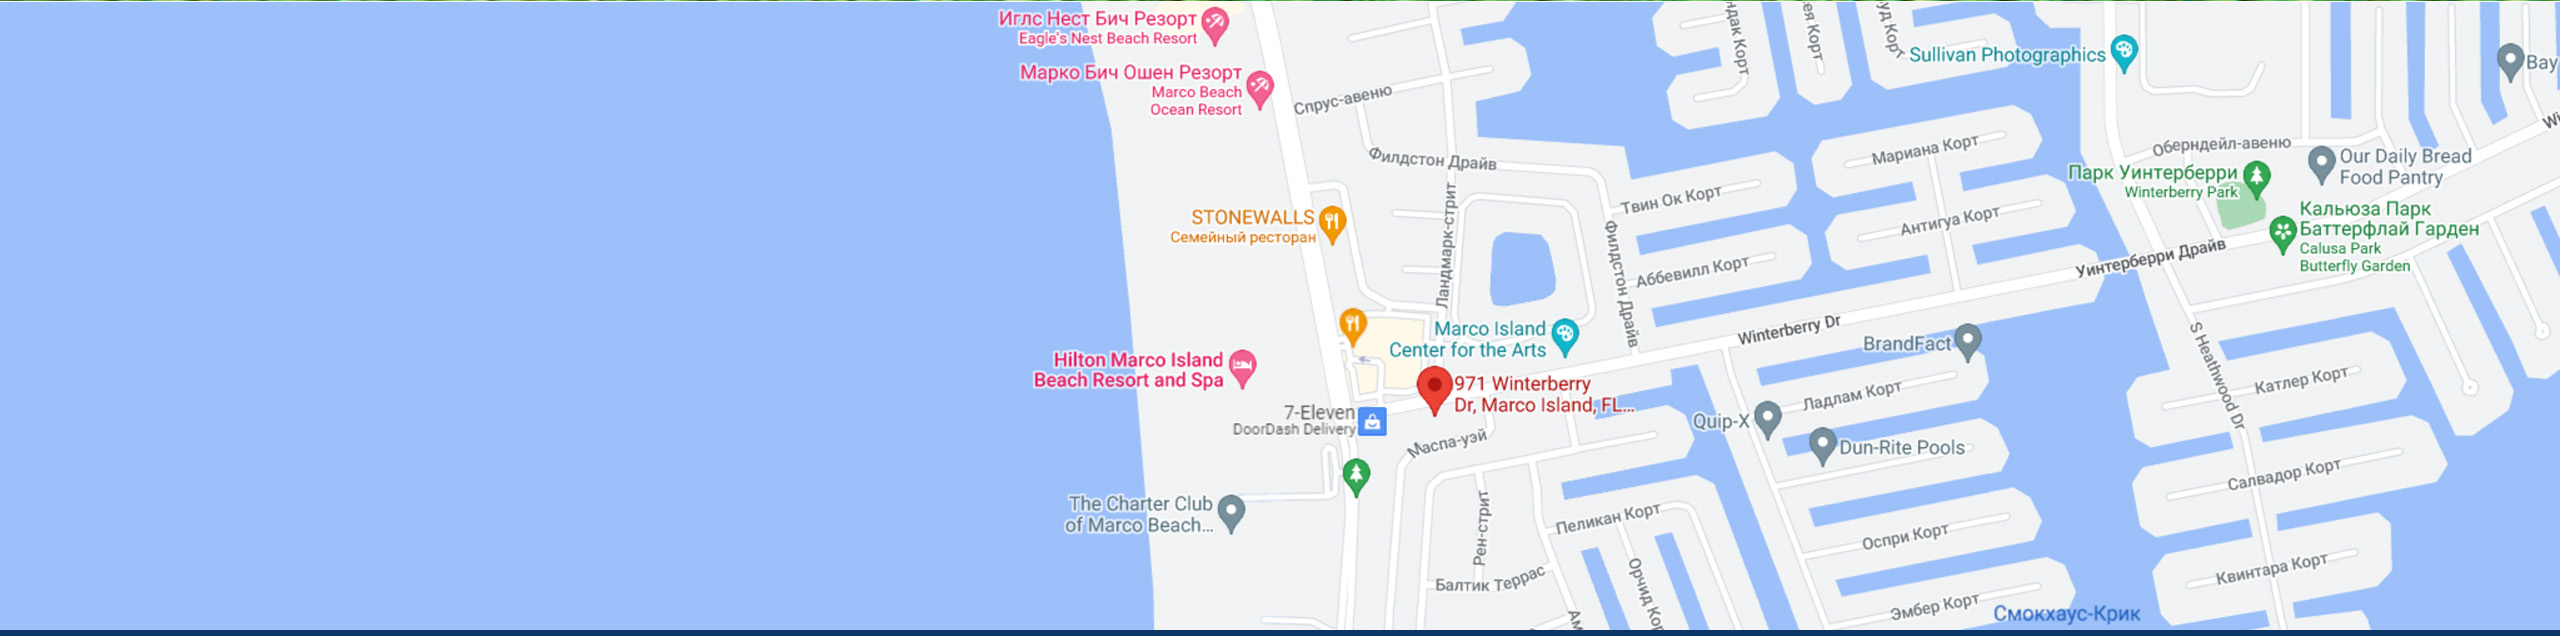 Иглс Нест Бич Резорт
Eagle's Nest Beach Resort
Марко Бич Ошен Резорт
Marco Beach
Ocean Resort
Спрус-авеню
Филдстон Драйв
Ландмарк-стрит
STONEWALLS
Семейный ресторан
Marco Island
Center for the Arts
Hilton Marco Island
Beach Resort and Spa
971 Winterberry
Dr, Marco Island, FL...
7-Eleven
DoorDash Delivery
Маспа-уэй
The Charter Club
of Marco Beach...
Рен-стрит
Балтик Террас
Пеликан Корт
Орчид
Твин Ок Корт
Филдстон Драйв
Аббевилл Корт
Корт
Корт
Sullivan Photographics
Bay
Мариана Корт
Антигуа Корт
Оберндейл-авеню
Парк Уинтерберри
Winterberry Park
Our Daily Bread
Food Pantry
Кальюза Парк
Баттерфлай Гарден
Calusa Park
Butterfly Garden
Уинтерберри Драйв
Winterberry Dr
BrandFact
S Heathwood Dr
Ладлам Корт
Quip-X
Dun-Rite Pools
Катлер Корт
Салвадор Корт
Оспри Корт
Квинтара Корт
Эмбер Корт
Смокхаус-Крик